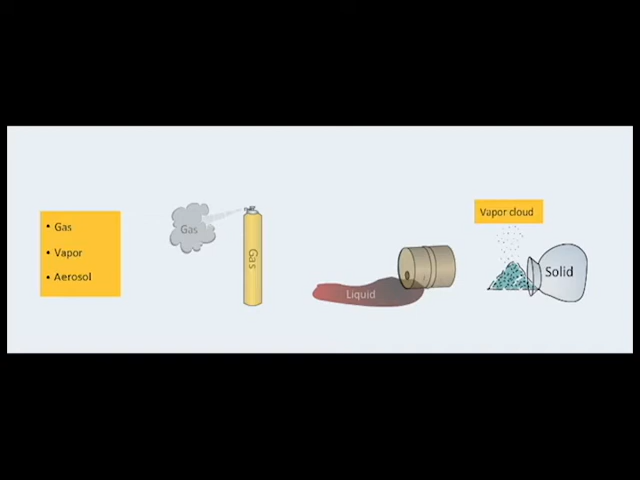 • Gas
• Vapor
• Aerosol
Gas
Gas
Liquid
Vapor cloud
Solid